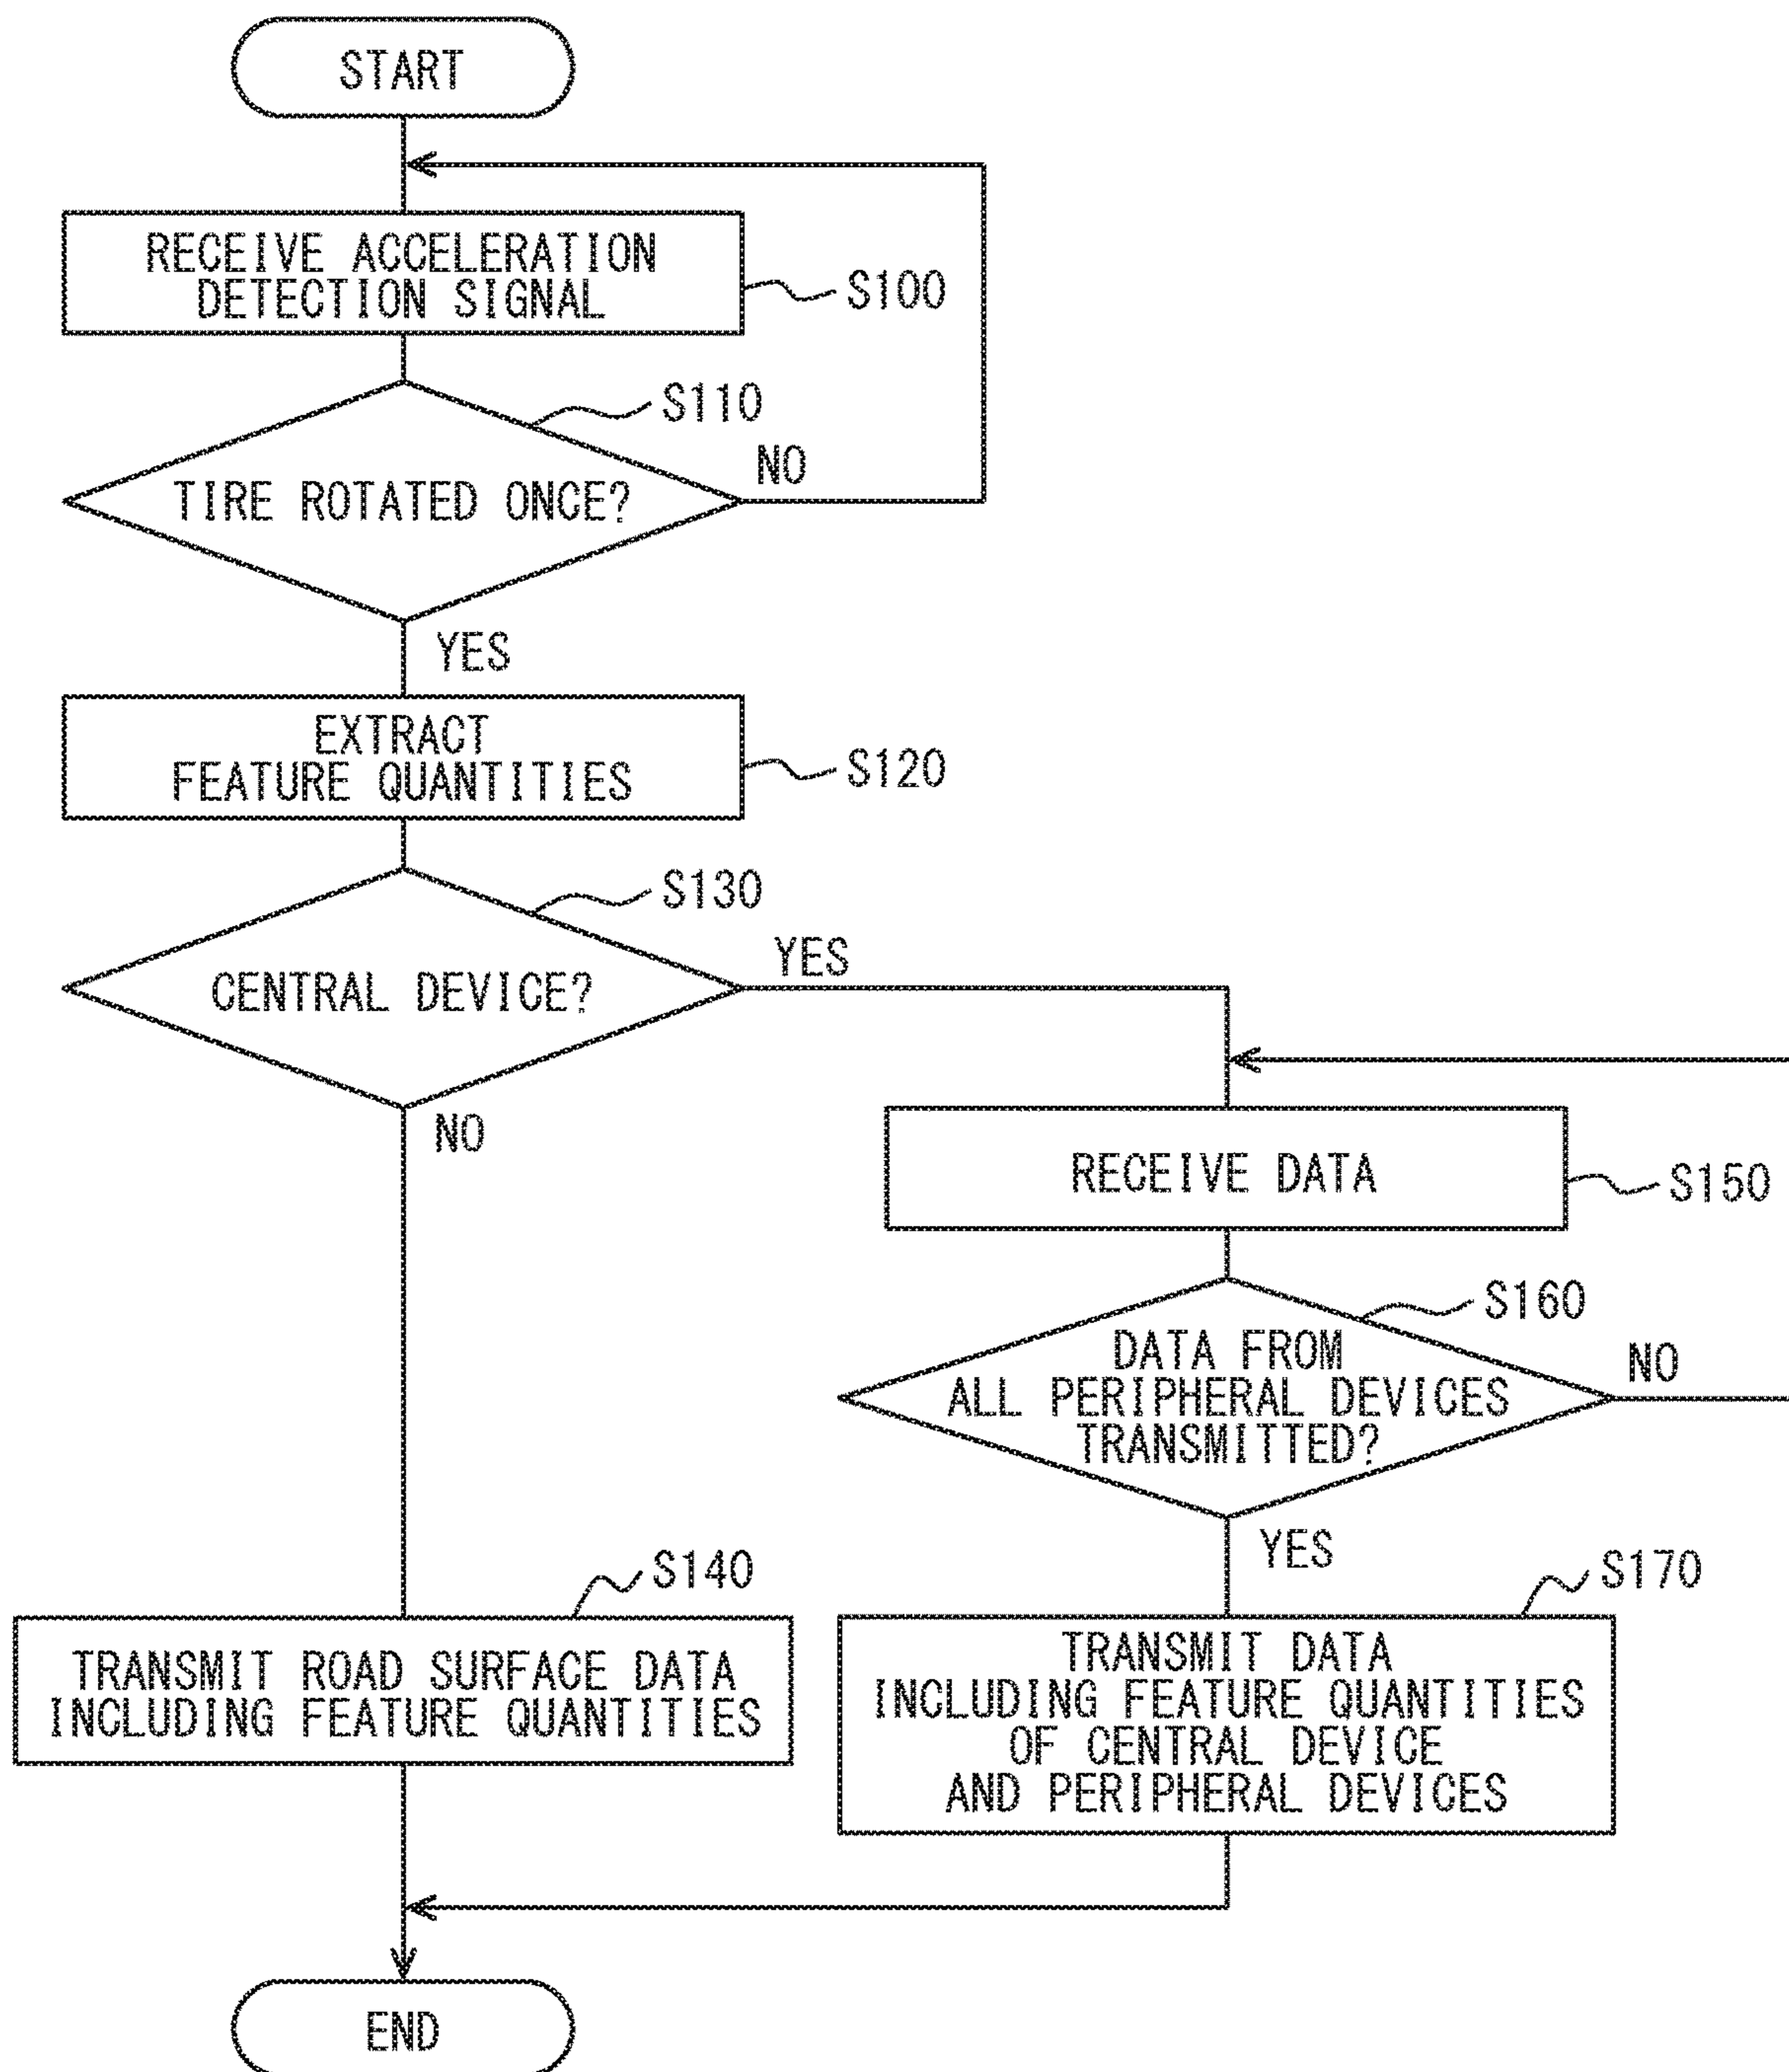 START
RECEIVE ACCELERATION
DETECTION SIGNAL
S100
S110
TIRE ROTATED ONCE?
NO
YES
EXTRACT
FEATURE QUANTITIES
S120
S130
CENTRAL DEVICE?
YES
NO
RECEIVE DATA
S150
S160
DATA FROM
ALL PERIPHERAL DEVICES
TRANSMITTED?
NO
YES
S140
TRANSMIT ROAD SURFACE DATA
INCLUDING FEATURE QUANTITIES
S170
TRANSMIT DATA
INCLUDING FEATURE QUANTITIES
OF CENTRAL DEVICE
AND PERIPHERAL DEVICES
END